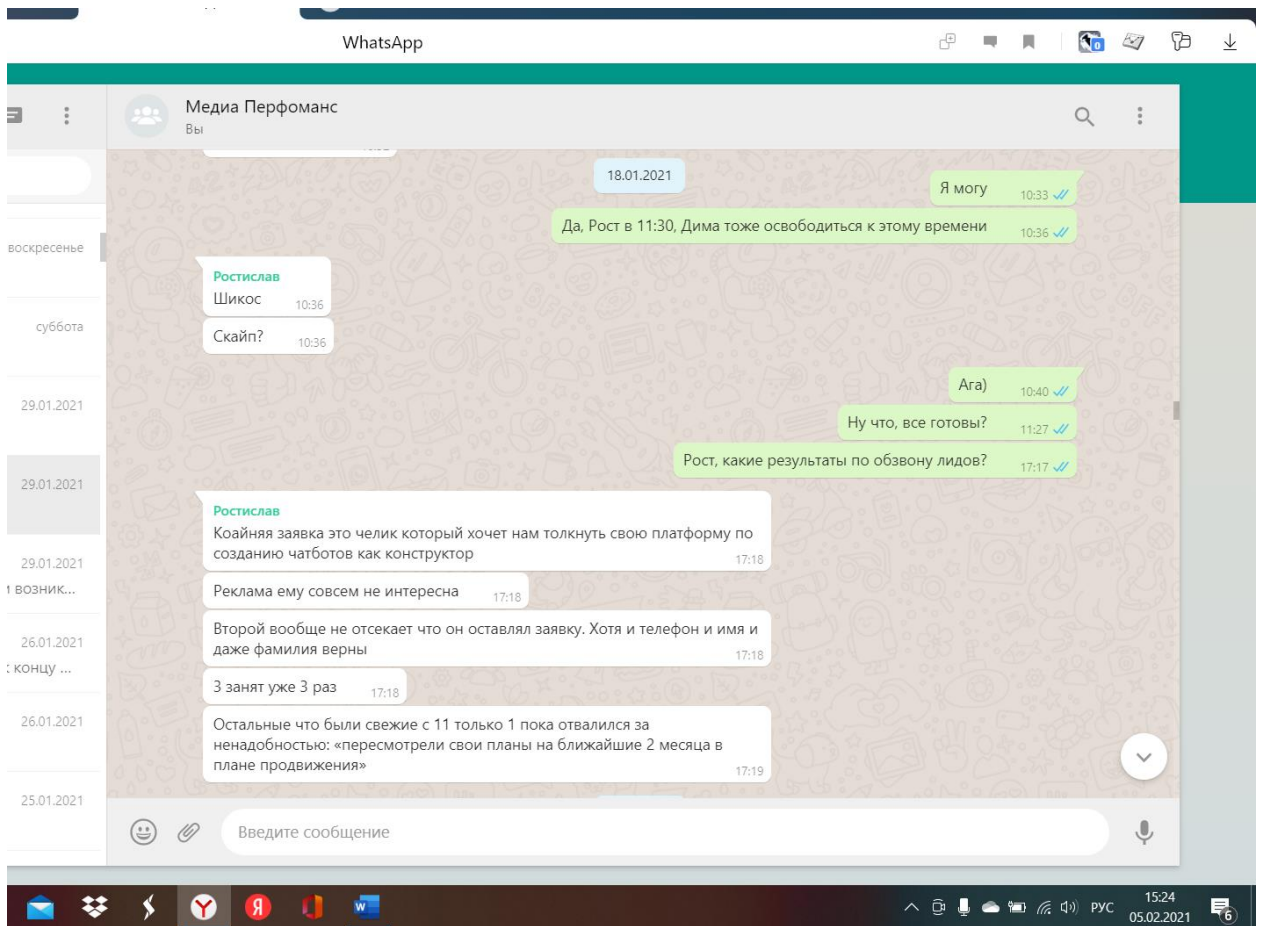 WhatsApp
0
Медиа Перфоманс
Вы
18.01.2021
Я могу 10:33
Да, Рост в 11:30, Дима тоже освободиться к этому времени 10:36
воскресенье
Ростислав
Шикос 10:36
суббота
Скайп? 10:36
Ага) 10:40
29.01.2021
Ну что, все готовы? 11:27
Рост, какие результаты по обзвону лидов? 17:17
29.01.2021
Ростислав
Коайняя заявка это челик который хочет нам толкнуть свою платформу по
созданию чатботов как конструктор 17:18
29.01.2021
и возник...
Реклама ему совсем не интересна 17:18
Второй вообще не отсекает что он оставлял заявку. Хотя и телефон и имя и
даже фамилия верны 17:18
26.01.2021
к концу ...
3 занят уже 3 раз 17:18
26.01.2021
Остальные что были свежие с 11 только 1 пока отвалился за
ненадобностью: «пересмотрели свои планы на ближайшие 2 месяца в
плане продвижения» 17:19
25.01.2021
Введите сообщение
РУС
15:24
05.02.2021
6